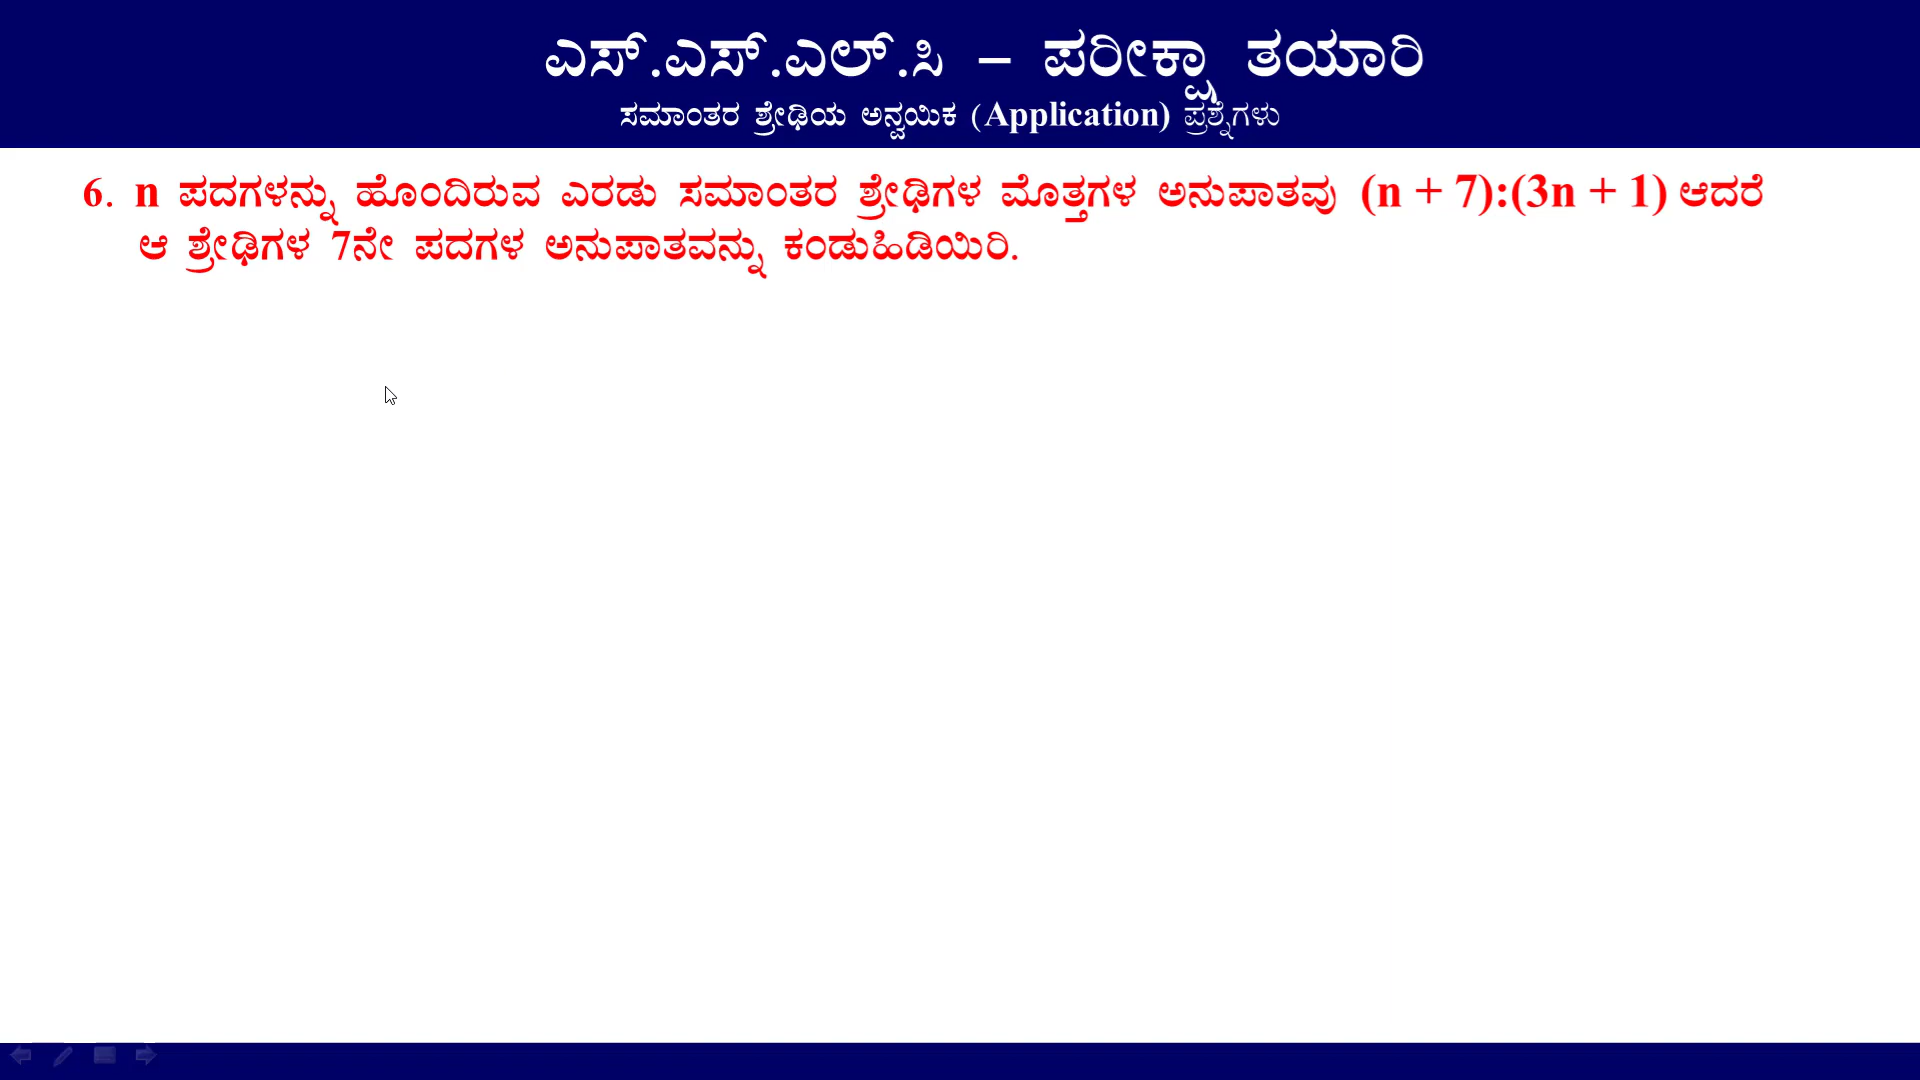 ಎಸ್.ಎಸ್.ಎಲ್.ಸಿ – ಪರೀಕ್ಷಾ ತಯಾರಿ
ಸಮಾಂತರ ಶ್ರೇಢಿಯ ಅನ್ವಯಿಕ (Application) ಪ್ರಶ್ನೆಗಳು
6. n ಪದಗಳನ್ನು ಹೊಂದಿರುವ ಎರಡು ಸಮಾಂತರ ಶ್ರೇಢಿಗಳ ಮೊತ್ತಗಳ ಅನುಪಾತವು (n + 7):(3n + 1) ಆದರೆ
ಆ ಶ್ರೇಢಿಗಳ 7ನೇ ಪದಗಳ ಅನುಪಾತವನ್ನು ಕಂಡುಹಿಡಿಯಿರಿ.